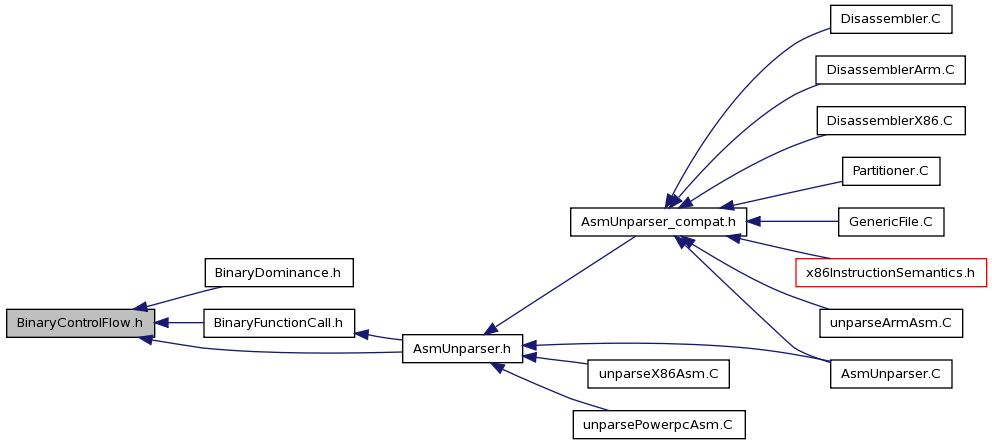 Disassembler.C
DisassemblerArm.C
DisassemblerX86.C
Partitioner.C
AsmUnparser_compat.h
GenericFile.C
BinaryDominance.h
x86InstructionSemantics.h
BinaryControlFlow.h
BinaryFunctionCall.h
unparseArmAsm.C
AsmUnparser.h
unparseX86Asm.C
AsmUnparser.C
unparsePowerpcAsm.C